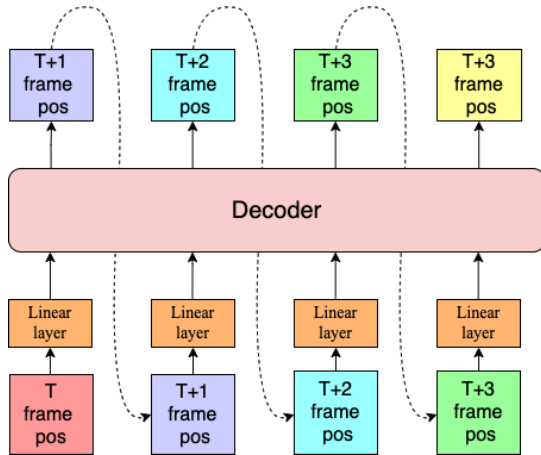 T+1
frame
pos
T+2
frame
pos
T+3
frame
pos
T+3
frame
pos
Decoder
Linear
layer
Linear
layer
Linear
layer
Linear
layer
T
frame
pos
T+1
frame
pos
T+2
frame
pos
T+3
frame
pos